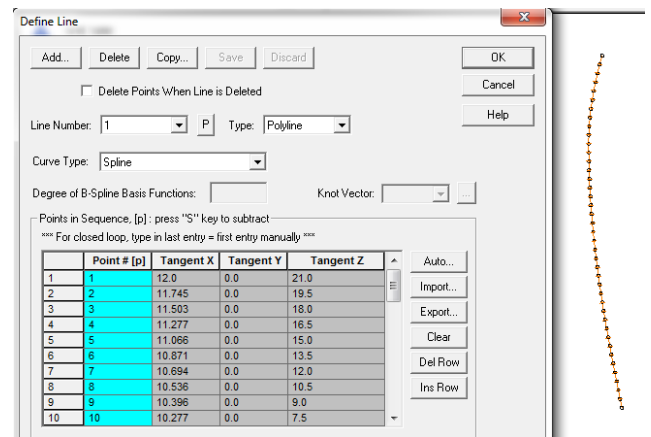 Define Line
Add... Delete Copy... Save Discard OK
Delete Points When Line is Deleted Cancel
Line Number: 1 P Type: Polyline Help
Curve Type: Spline
Degree of B-Spline Basis Functions: Knot Vector: ...
Points in Sequence, [p] : press "S" key to subtract
*** For closed loop, type in last entry = first entry manually ***
Point # [p] Tangent X Tangent Y Tangent Z Auto...
1 1 12.0 0.0 21.0
2 2 11.745 0.0 19.5 Import...
3 3 11.503 0.0 18.0
4 4 11.277 0.0 16.5 Export...
5 5 11.066 0.0 15.0 Clear
6 6 10.871 0.0 13.5
7 7 10.694 0.0 12.0 Del Row
8 8 10.536 0.0 10.5 Ins Row
9 9 10.396 0.0 9.0
10 10 10.277 0.0 7.5